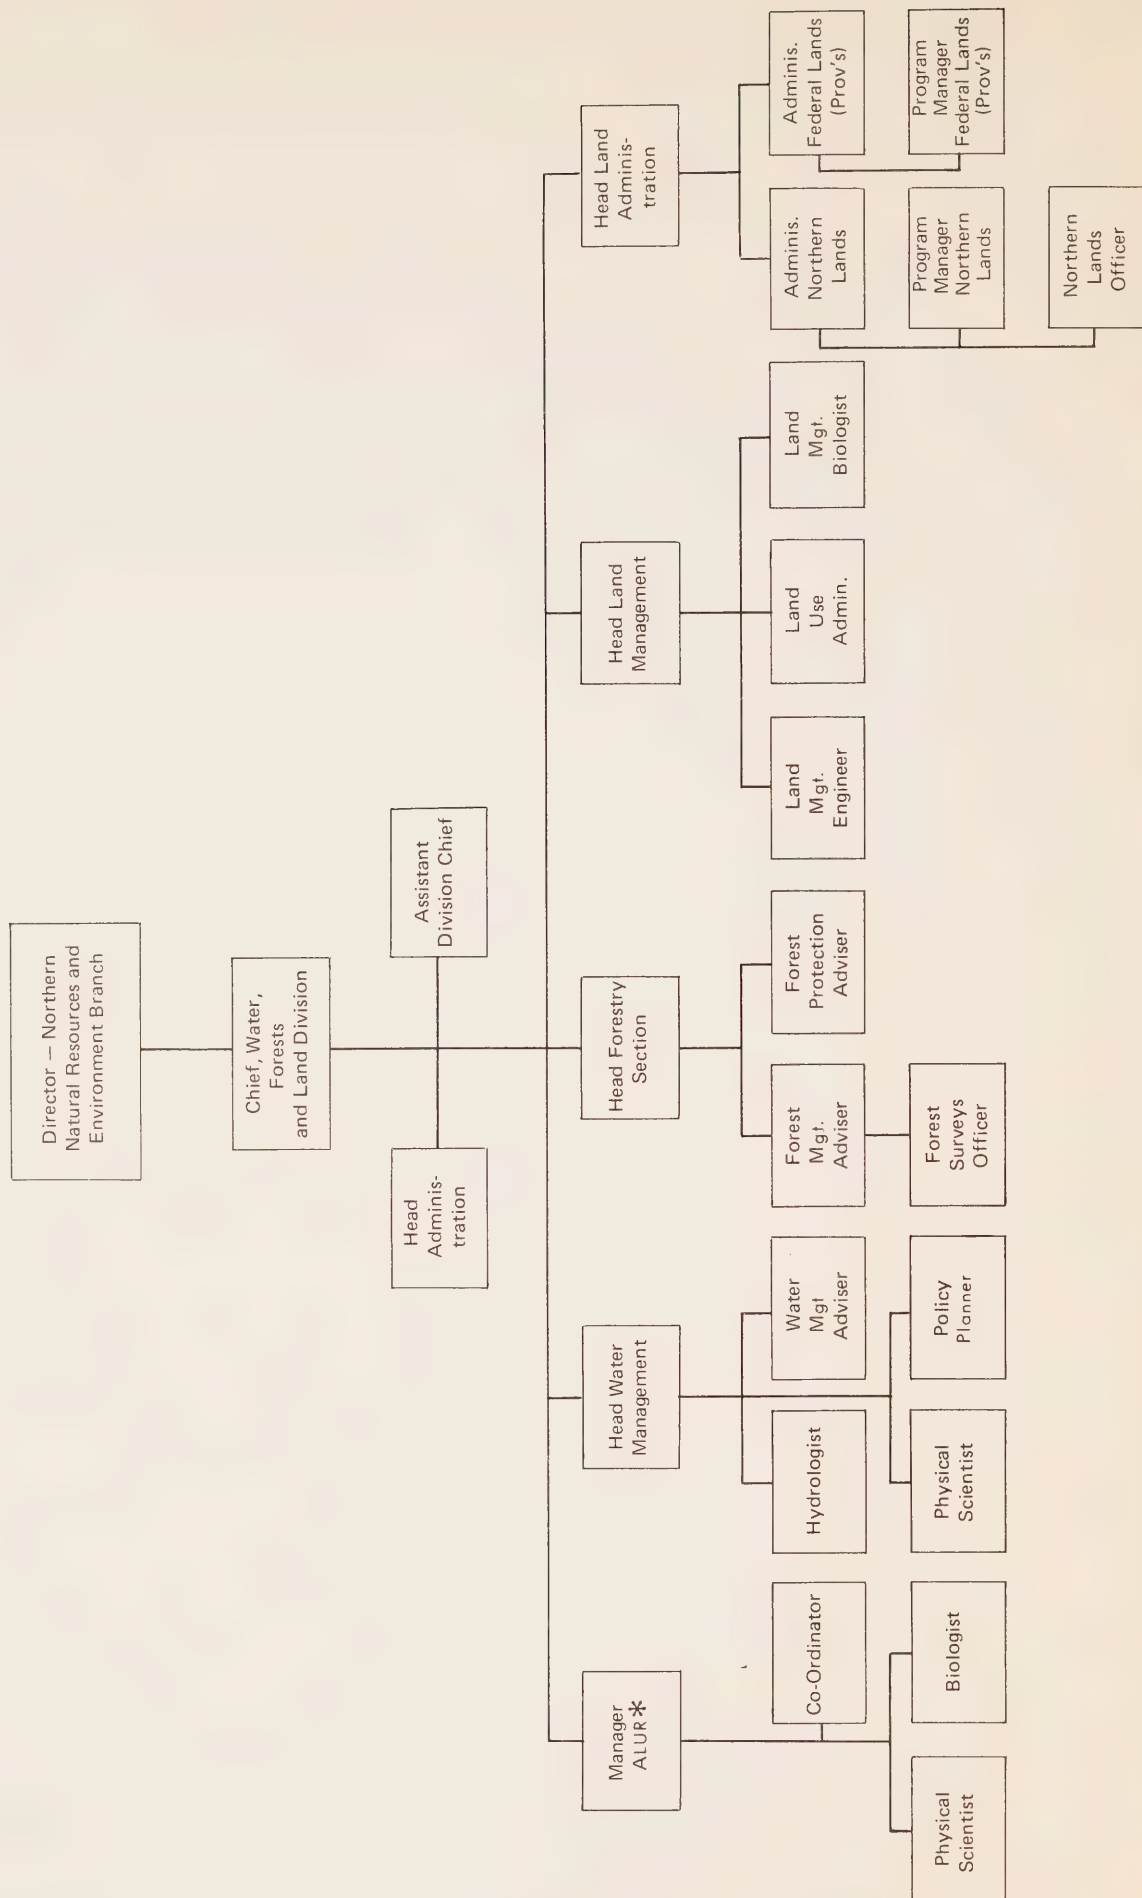 Director — Northern
Natural Resources and
Environment Branch
Chief, Water,
Forests
and Land Division
Head
Adminis-
tration
Assistant
Division Chief
Manager
ALUR*
Head Water
Management
Head Forestry
Section
Head Land
Management
Head Land
Adminis-
tration
Co-Ordinator
Hydrologist
Water
Mgt
Adviser
Forest
Mgt.
Adviser
Forest
Protection
Adviser
Land
Mgt.
Engineer
Land
Use
Admin.
Land
Mgt.
Biologist
Adminis.
Northern
Lands
Adminis.
Federal Lands
(Prov's)
Physical
Scientist
Biologist
Physical
Scientist
Policy
Planner
Forest
Surveys
Officer
Program
Manager
Northern
Lands
Program
Manager
Federal Lands
(Prov's)
Northern
Lands
Officer